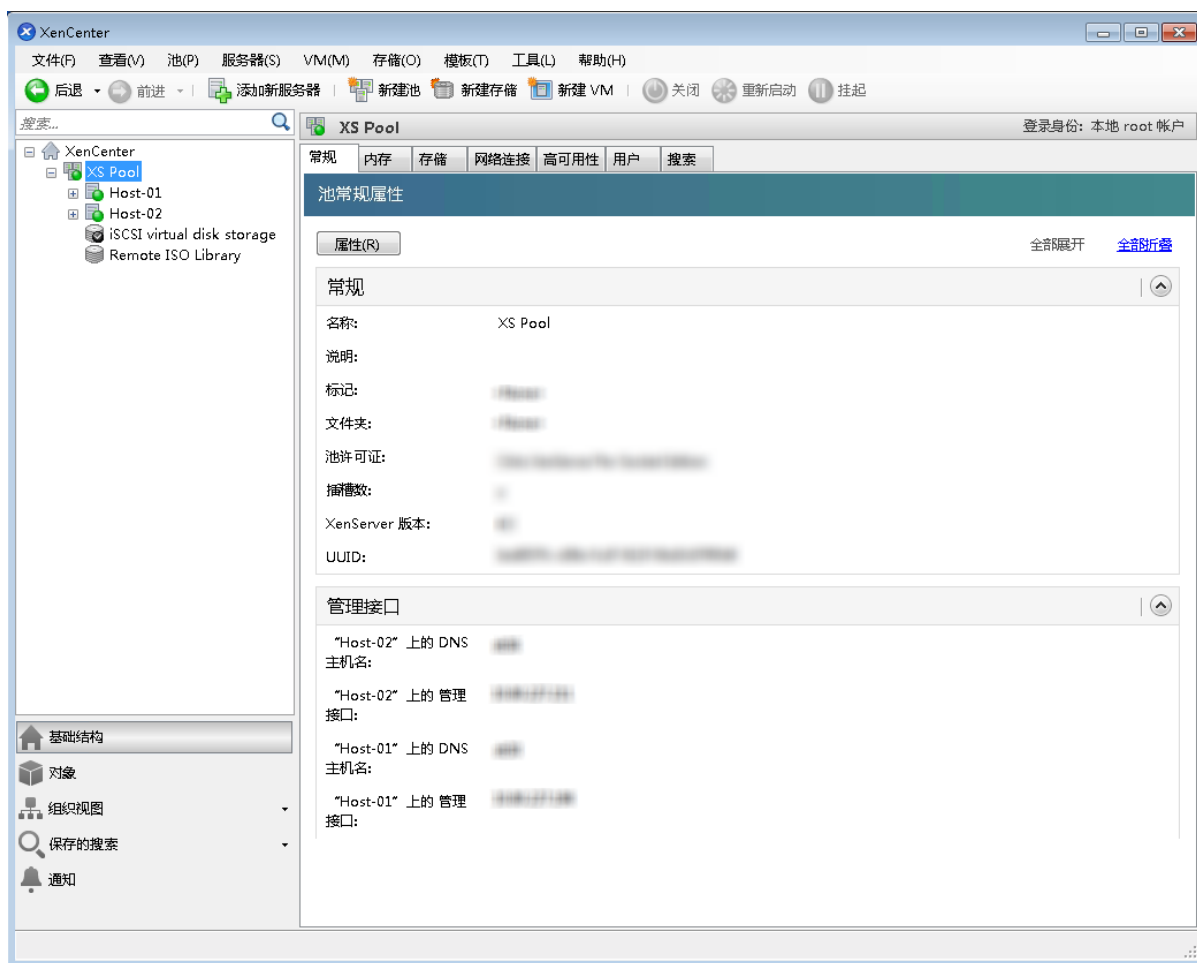 XenCenter
文件(F) 查看(V) 池(P) 服务器(S) VM(M) 存储(O) 模板(T) 工具(L) 帮助(H)
后退 前进 添加新服务器 新建池 新建存储 新建 VM 关闭 重新启动 挂起
搜索...
XS Pool
登录身份: 本地 root 帐户
XenCenter
XS Pool
Host-01
Host-02
iSCSI virtual disk storage
Remote ISO Library
常规 内存 存储 网络连接 高可用性 用户 搜索
池常规属性
属性(R)
全部展开 全部折叠
常规
名称: XS Pool
说明:
标记:
文件夹:
池许可证:
插槽数:
XenServer 版本:
UUID:
管理接口
"Host-02" 上的 DNS
主机名:
"Host-02" 上的 管理
接口:
"Host-01" 上的 DNS
主机名:
"Host-01" 上的 管理
接口:
基础结构
对象
组织视图
保存的搜索
通知